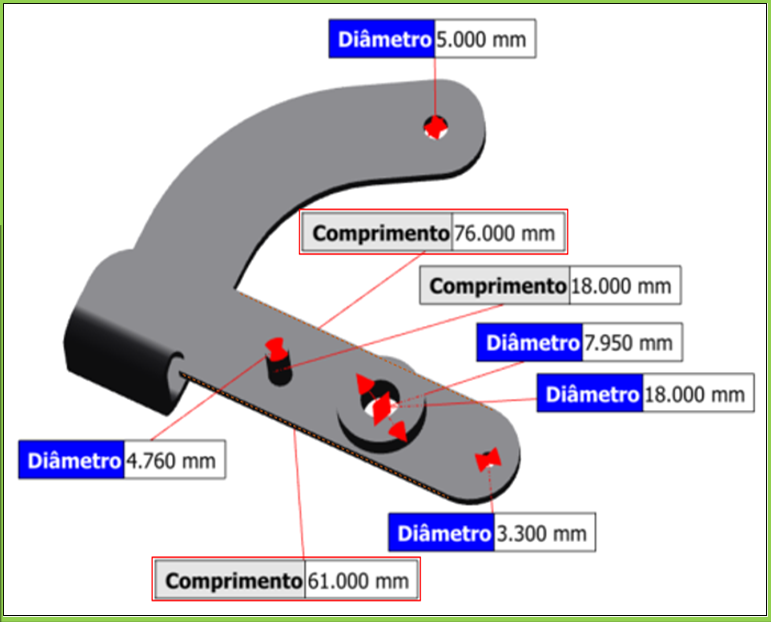 Diâmetro 5.000 mm
Comprimento 76.000 mm
Comprimento 18.000 mm
Diâmetro 7.950 mm
Diâmetro 18.000 mm
Diâmetro 4.760 mm
Diâmetro 3.300 mm
Comprimento 61.000 mm